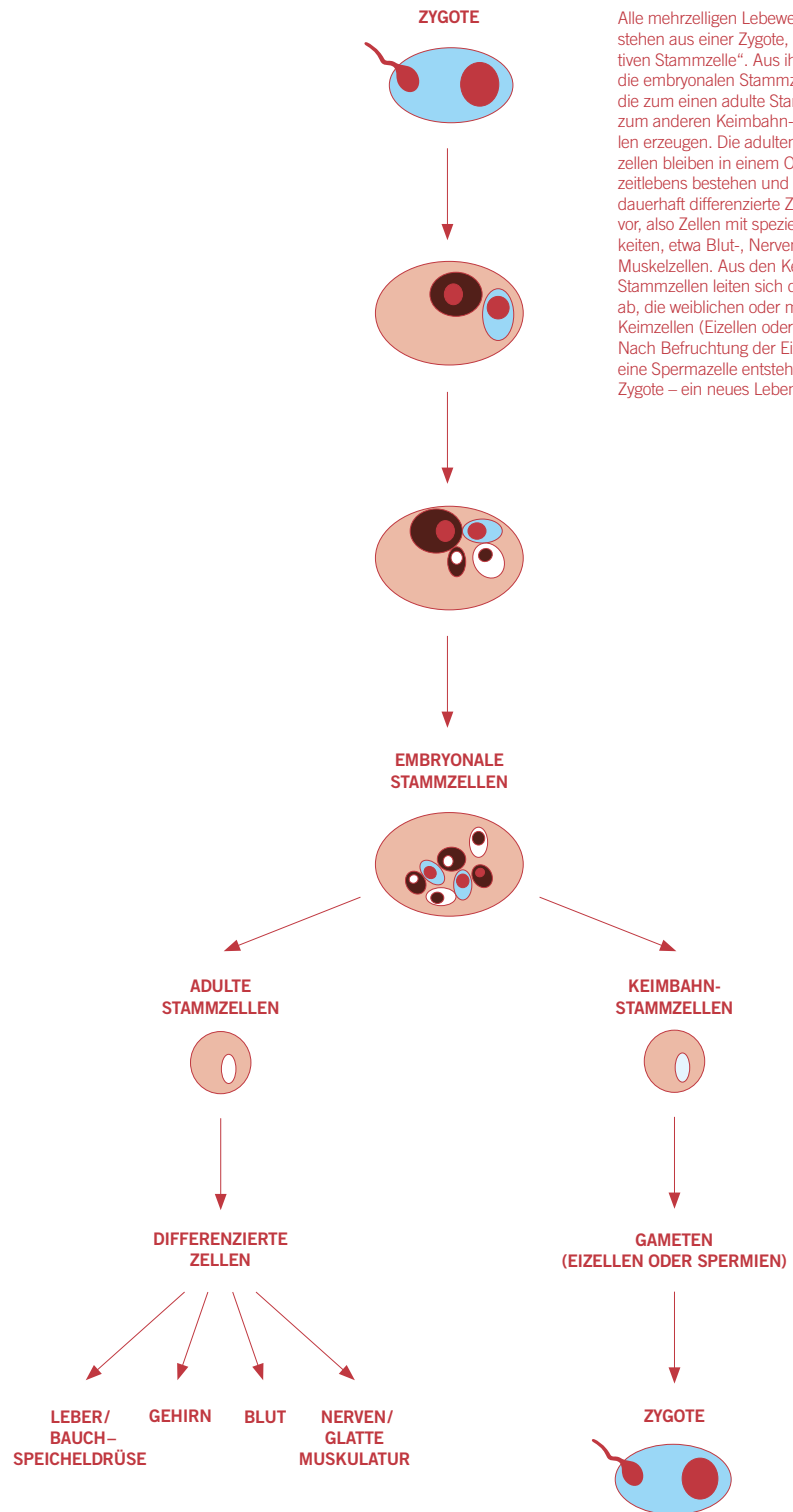 ZYGOTE
Alle mehrzelligen Lebewe
stehen aus einer Zygote,
tiven Stammzelle“. Aus ih
die embryonalen Stammz
die zum einen adulte Sta
zum anderen Keimbahn-
len erzeugen. Die adulten
zellen bleiben in einem O
zeitlebens bestehen und
dauerhaft differenzierte Z
vor, also Zellen mit spezie
keiten, etwa Blut-, Nerven
Muskelzellen. Aus den Ke
Stammzellen leiten sich d
ab, die weiblichen oder m
Keimzellen (Eizellen oder
Nach Befruchtung der Ei
eine Spermazelle entsteh
Zygote – ein neues Leben
EMBRYONALE
STAMMZELLEN
ADULTE
STAMMZELLEN
KEIMBAHN-
STAMMZELLEN
DIFFERENZIERTE
ZELLEN
GAMETEN
(EIZELLEN ODER SPERMIEN)
LEBER/
BAUCH–
SPEICHELDRÜSE
GEHIRN
BLUT
NERVEN/
GLATTE
MUSKULATUR
ZYGOTE